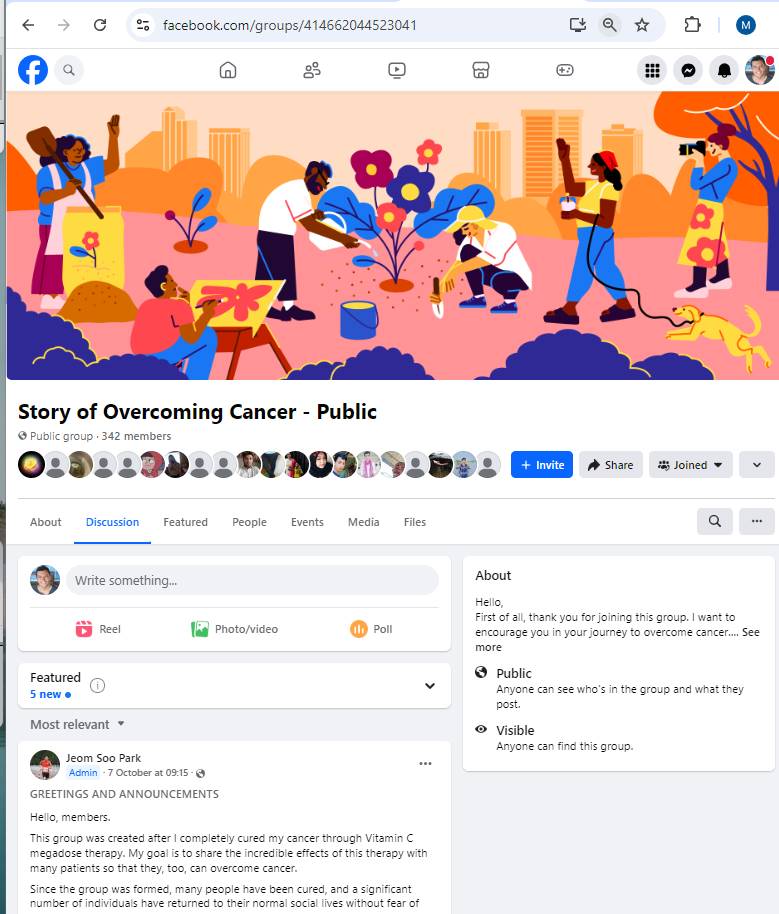 facebook.com/groups/414662044523041
M
Story of Overcoming Cancer - Public
Public group · 342 members
+ Invite
Share
Joined
About
Discussion
Featured
People
Events
Media
Files
Write something...
Reel
Photo/video
Poll
Featured
5 new
Most relevant
Jeom Soo Park
Admin · 7 October at 09:15 ·
GREETINGS AND ANNOUNCEMENTS
Hello, members.
This group was created after I completely cured my cancer through Vitamin C
megadose therapy. My goal is to share the incredible effects of this therapy with
many patients so that they, too, can overcome cancer.
Since the group was formed, many people have been cured, and a significant
number of individuals have returned to their normal social lives without fear of
About
Hello,
First of all, thank you for joining this group. I want to
encourage you in your journey to overcome cancer.... See
more
Public
Anyone can see who's in the group and what they
post.
Visible
Anyone can find this group.